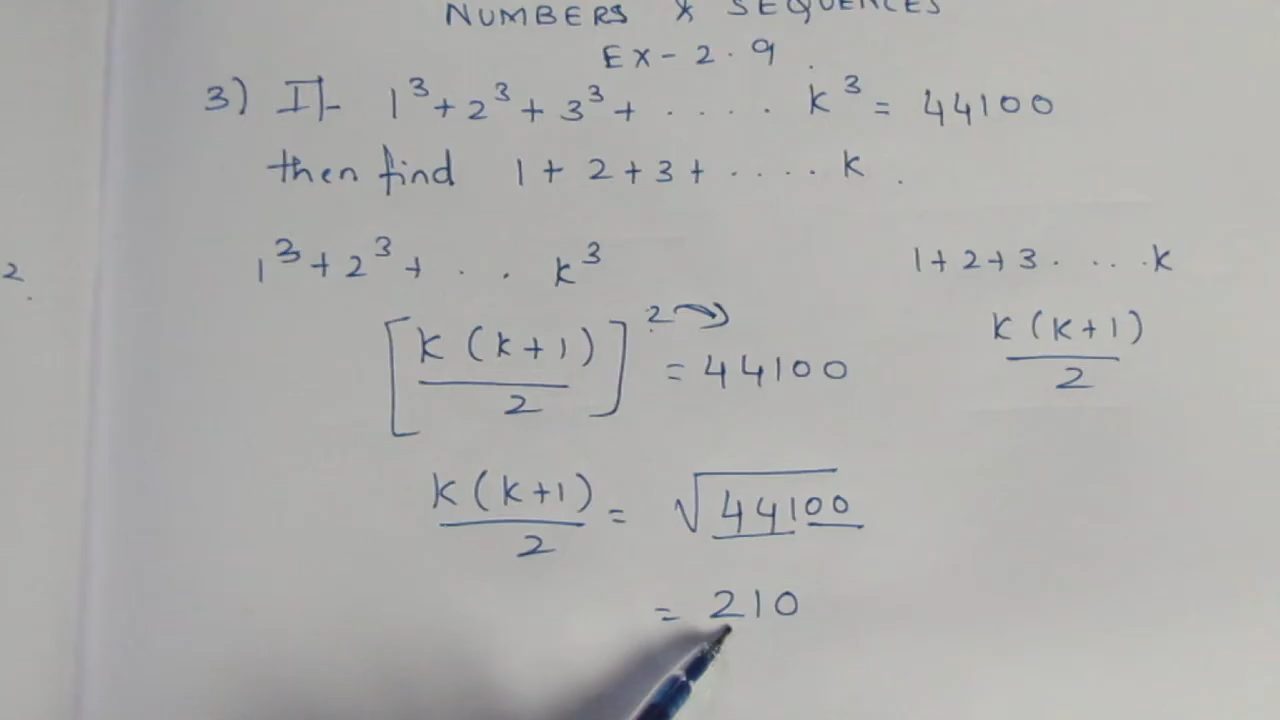 NUMBERS & SEQUENCES
EX-2.9.
3) If 1³+2³+3³+.....k³=44100
then find 1+2+3+.....k.
2.
1³+2³+..k³
1+2+3....k
[k(k+1)/2]²=44100
k(k+1)/2
k(k+1)/2=√44100
=210